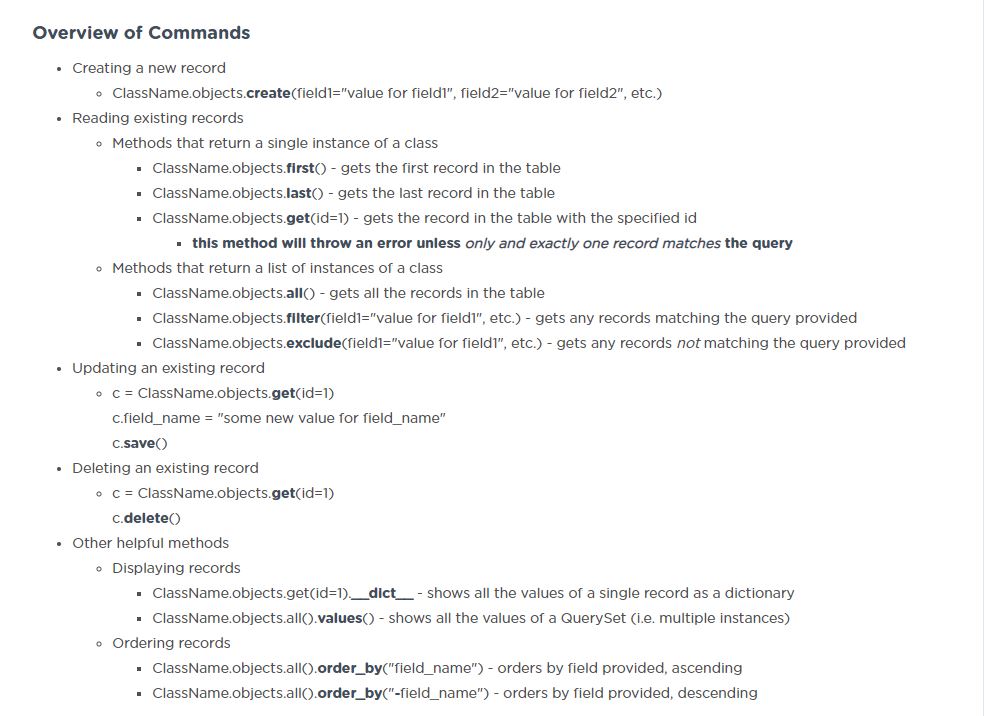 Overview of Commands
• Creating a new record
◦ ClassName.objects.create(field1="value for field1", field2="value for field2", etc.)
• Reading existing records
◦ Methods that return a single instance of a class
▪ ClassName.objects.first() - gets the first record in the table
▪ ClassName.objects.last() - gets the last record in the table
▪ ClassName.objects.get(id=1) - gets the record in the table with the specified id
▪ this method will throw an error unless only and exactly one record matches the query
◦ Methods that return a list of instances of a class
▪ ClassName.objects.all() - gets all the records in the table
▪ ClassName.objects.filter(field1="value for field1", etc.) - gets any records matching the query provided
▪ ClassName.objects.exclude(field1="value for field1", etc.) - gets any records not matching the query provided
• Updating an existing record
◦ c = ClassName.objects.get(id=1)
c.field_name = "some new value for field_name"
c.save()
• Deleting an existing record
◦ c = ClassName.objects.get(id=1)
c.delete()
• Other helpful methods
◦ Displaying records
▪ ClassName.objects.get(id=1).__dict__ - shows all the values of a single record as a dictionary
▪ ClassName.objects.all().values() - shows all the values of a QuerySet (i.e. multiple instances)
◦ Ordering records
▪ ClassName.objects.all().order_by("field_name") - orders by field provided, ascending
▪ ClassName.objects.all().order_by("-field_name") - orders by field provided, descending